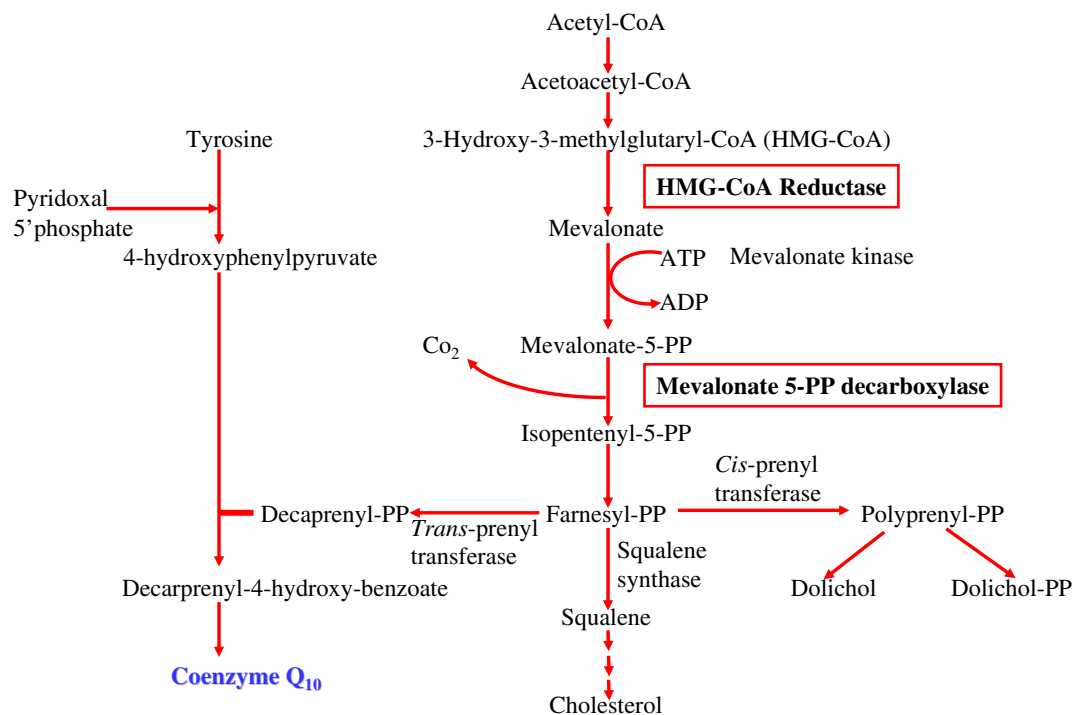 Acetyl-CoA
Acetoacetyl-CoA
Tyrosine
3-Hydroxy-3-methylglutaryl-CoA (HMG-CoA)
HMG-CoA Reductase
Pyridoxal
5’phosphate
Mevalonate
4-hydroxyphenylpyruvate
ATP
Mevalonate kinase
ADP
Co2
Mevalonate-5-PP
Mevalonate 5-PP decarboxylase
Isopentenyl-5-PP
Cis-prenyl
transferase
Decaprenyl-PP
Trans-prenyl
transferase
Farnesyl-PP
Polyprenyl-PP
Squalene
synthase
Decarprenyl-4-hydroxy-benzoate
Dolichol
Dolichol-PP
Squalene
Coenzyme Q10
Cholesterol